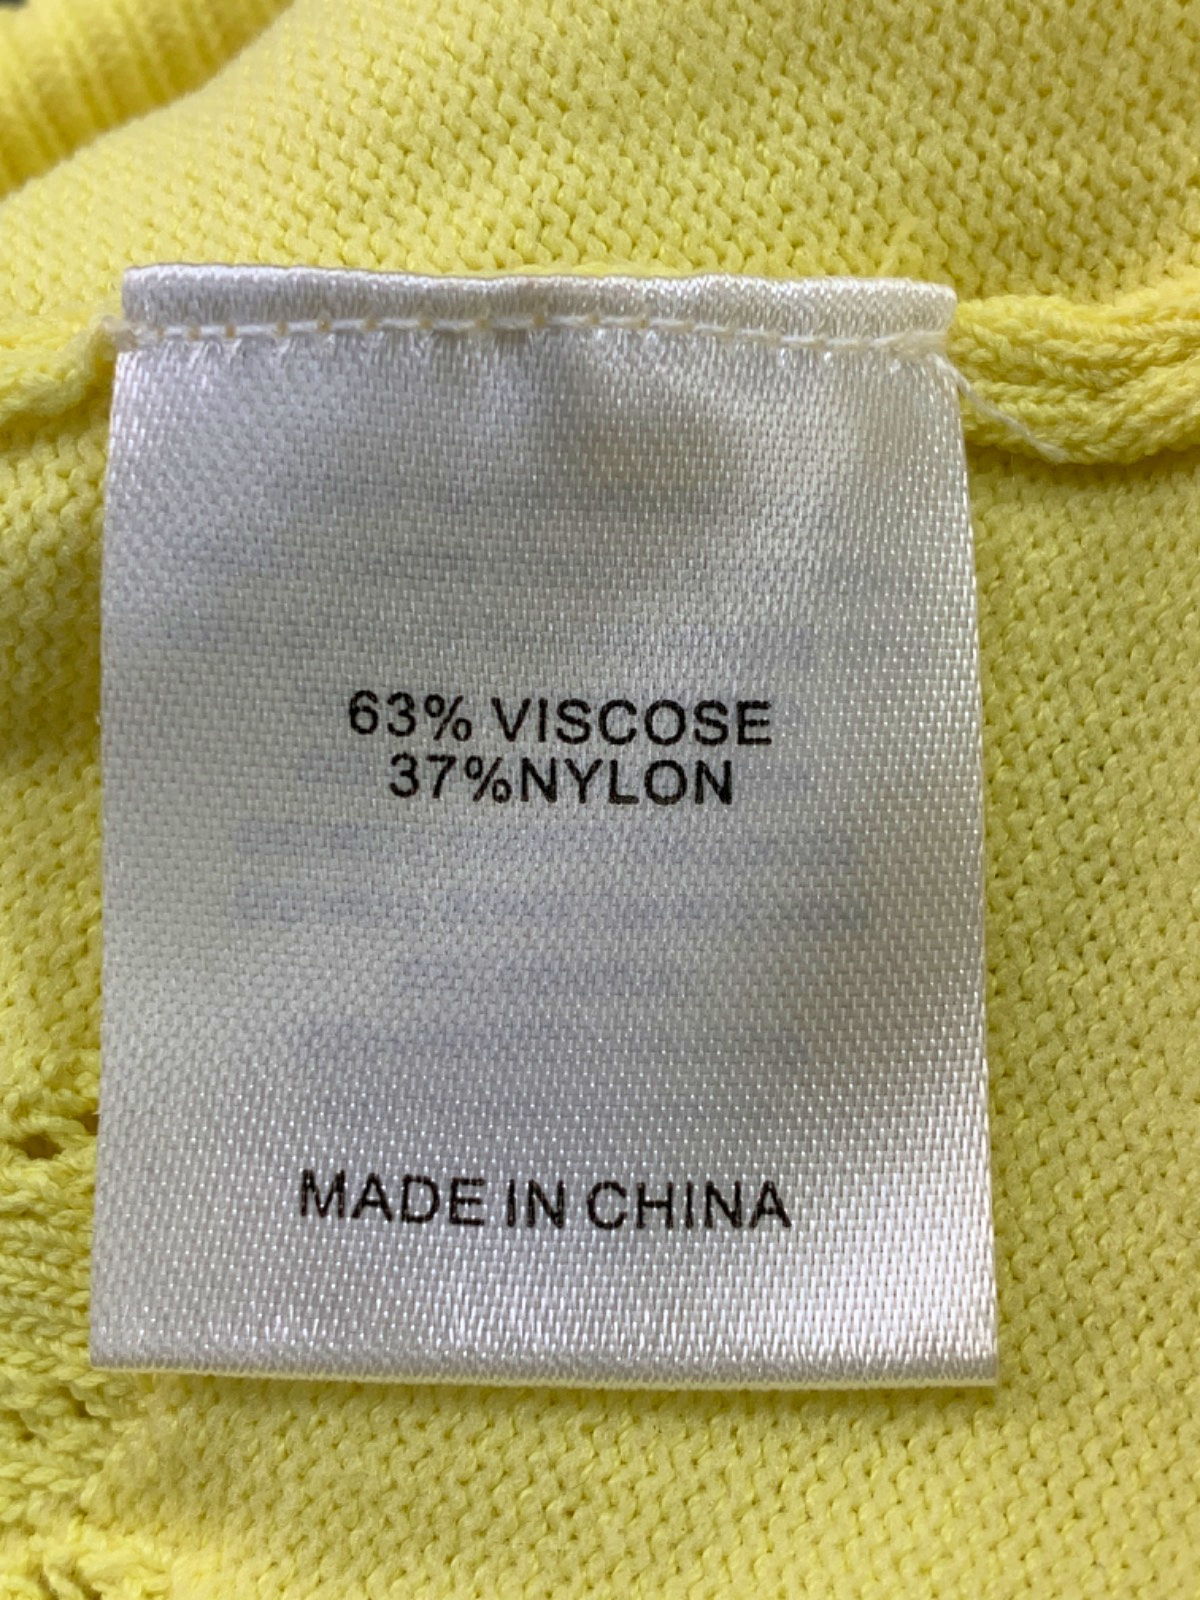 63% VISCOSE
37%NYLON
MADE IN CHINA